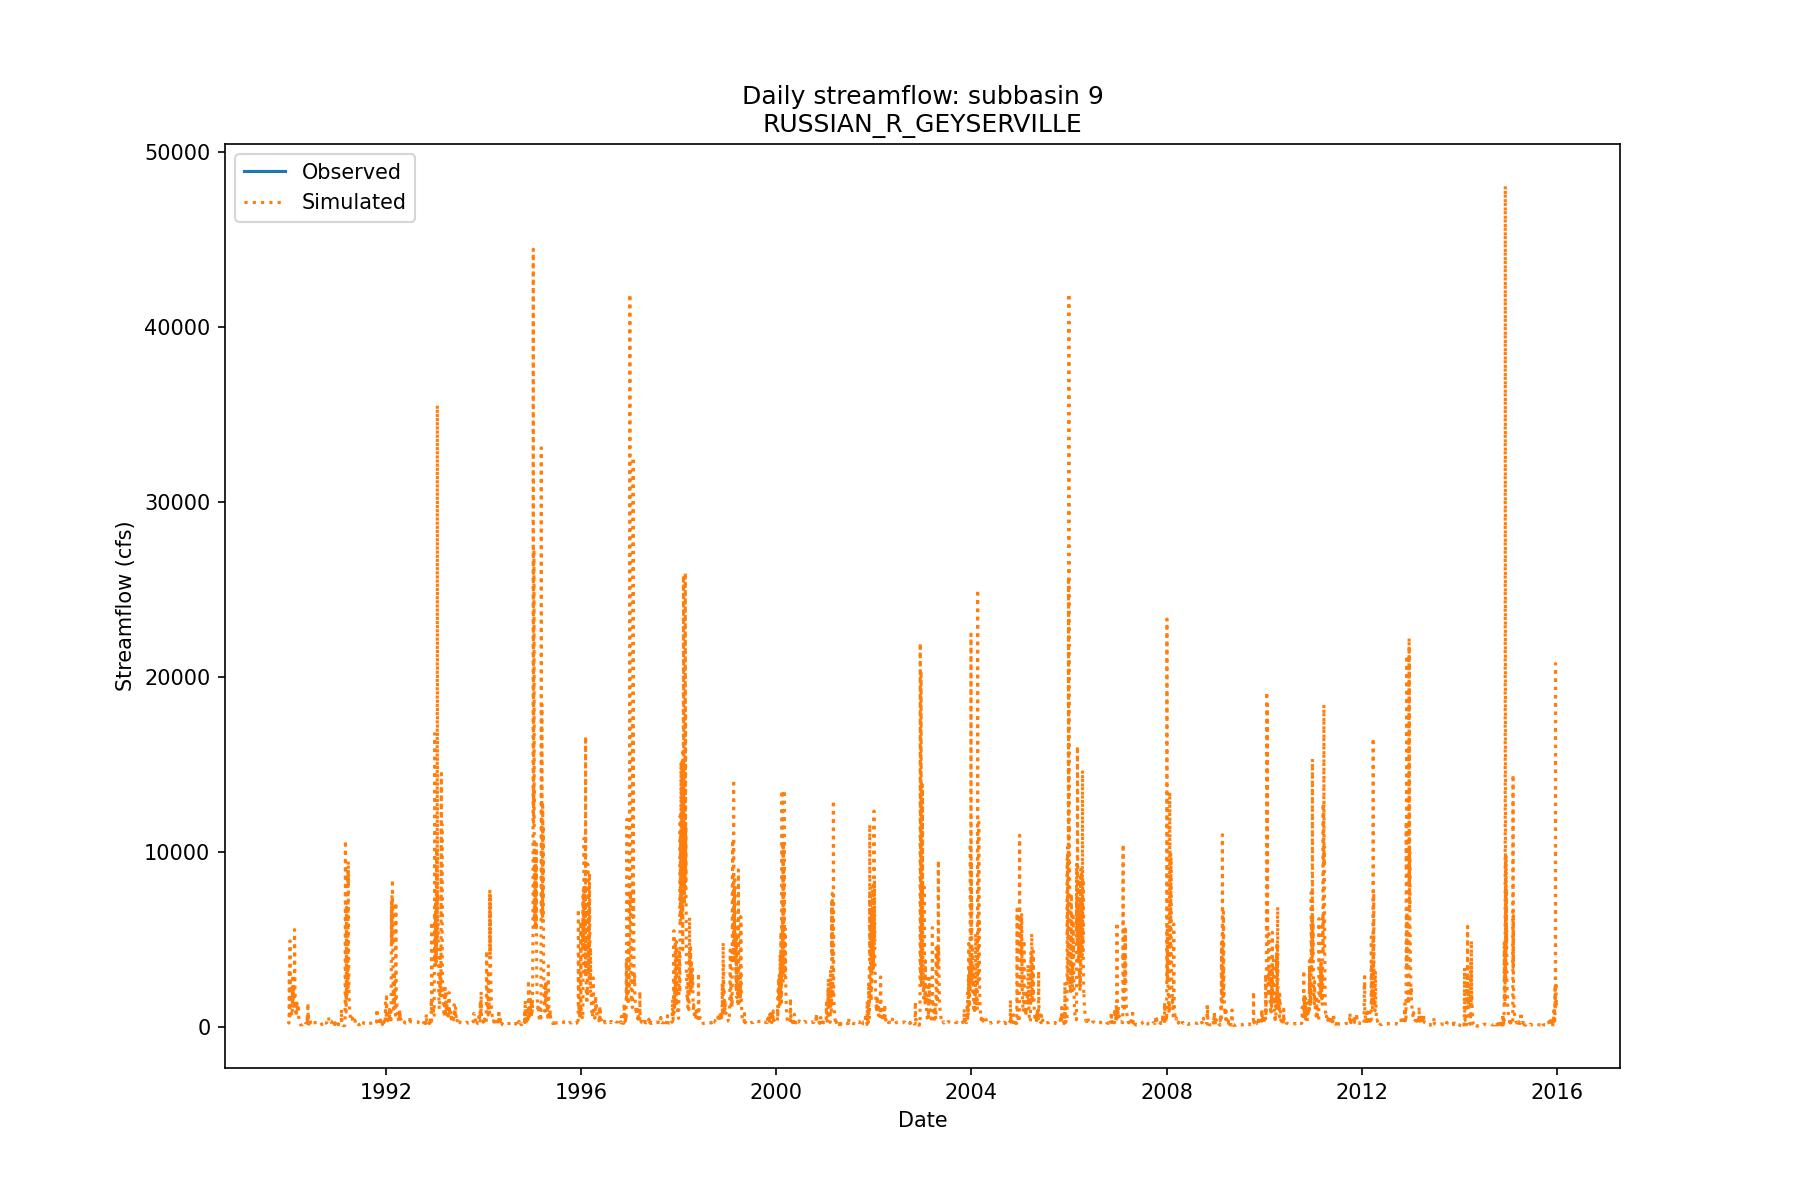 Daily streamflow: subbasin 9
RUSSIAN_R_GEYSERVILLE
Observed
Simulated
Streamflow (cfs)
50000
40000
30000
20000
10000
0
1992 1996 2000 2004 2008 2012 2016
Date